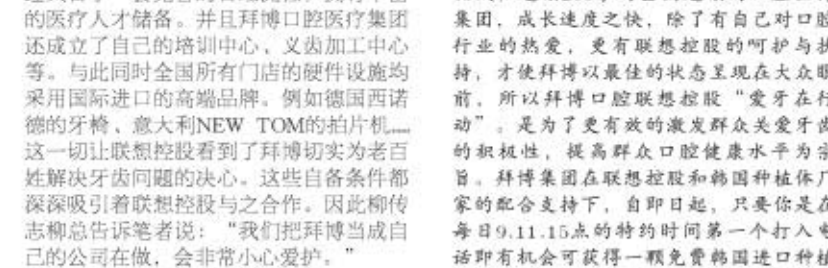 的医疗人才储备。并且拜博口腔医疗集团
还成立了自己的培训中心、义齿加工中心
等。与此同时全国所有门店的硬件设施均
采用国际进口的高端品牌。例如德国西诺
德的牙椅、意大利NEW TOM的拍片机……
这一切让联想控股看到了拜博切实为老百
姓解决牙齿问题的决心。这些自备条件都
深深吸引着联想控股与之合作。因此柳传
志柳总告诉笔者说：“我们把拜博当成自
己的公司在做，会非常小心爱护。”
集团，成长速度之快，除了有自己对口腔
行业的热爱，更有联想控股的呵护与扶
持，才使拜博以最佳的状态呈现在大众眼
前，所以拜博口腔联想控股“爱牙在行
动”。是为了更有效的激发群众关爱牙齿
的积极性，提高群众口腔健康水平为宗
旨。拜博集团在联想控股和韩国种植体厂
家的配合支持下，自即日起，只要你是在
每日9.11.15点的特约时间第一个打入电
话即有机会可获得一颗免费韩国进口种植